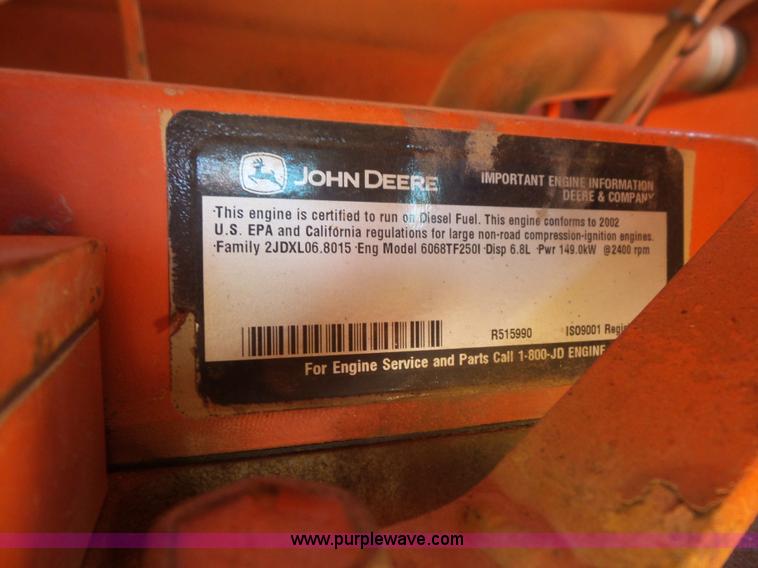 JOHN DEERE
IMPORTANT ENGINE INFORMATION
DEERE & COMPANY
·This engine is certified to run on Diesel Fuel. This engine conforms to 2002
U.S. EPA and California regulations for large non-road compression-ignition engines.
·Family 2JDXL06.8015 ·Eng Model 6068TF250I ·Disp 6.8L ·Pwr 149.0kW @2400 rpm
R515990 ISO9001
For Engine Service and Parts Call 1-800-JD ENGINE
www.purplewave.com